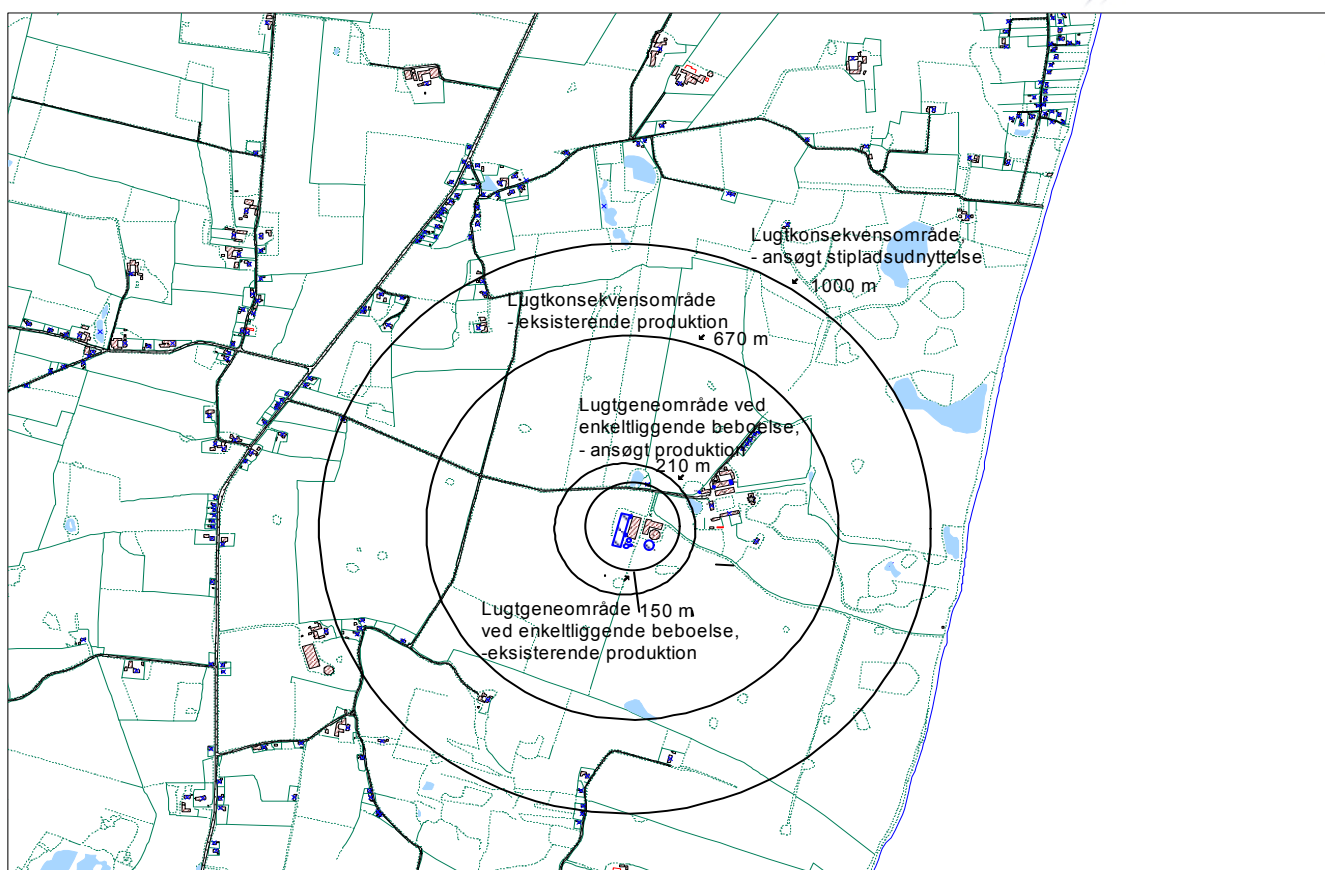 Lugtkonsekvensområde,
- ansøgt stipladsudnyttelse
1000 m
Lugtkonsekvensområde
- eksisterende produktion
670 m
Lugtgeneområde ved
enkeltliggende beboelse,
- ansøgt produktion
210 m
Lugtgeneområde 150 m
ved enkeltliggende beboelse,
-eksisterende produktion